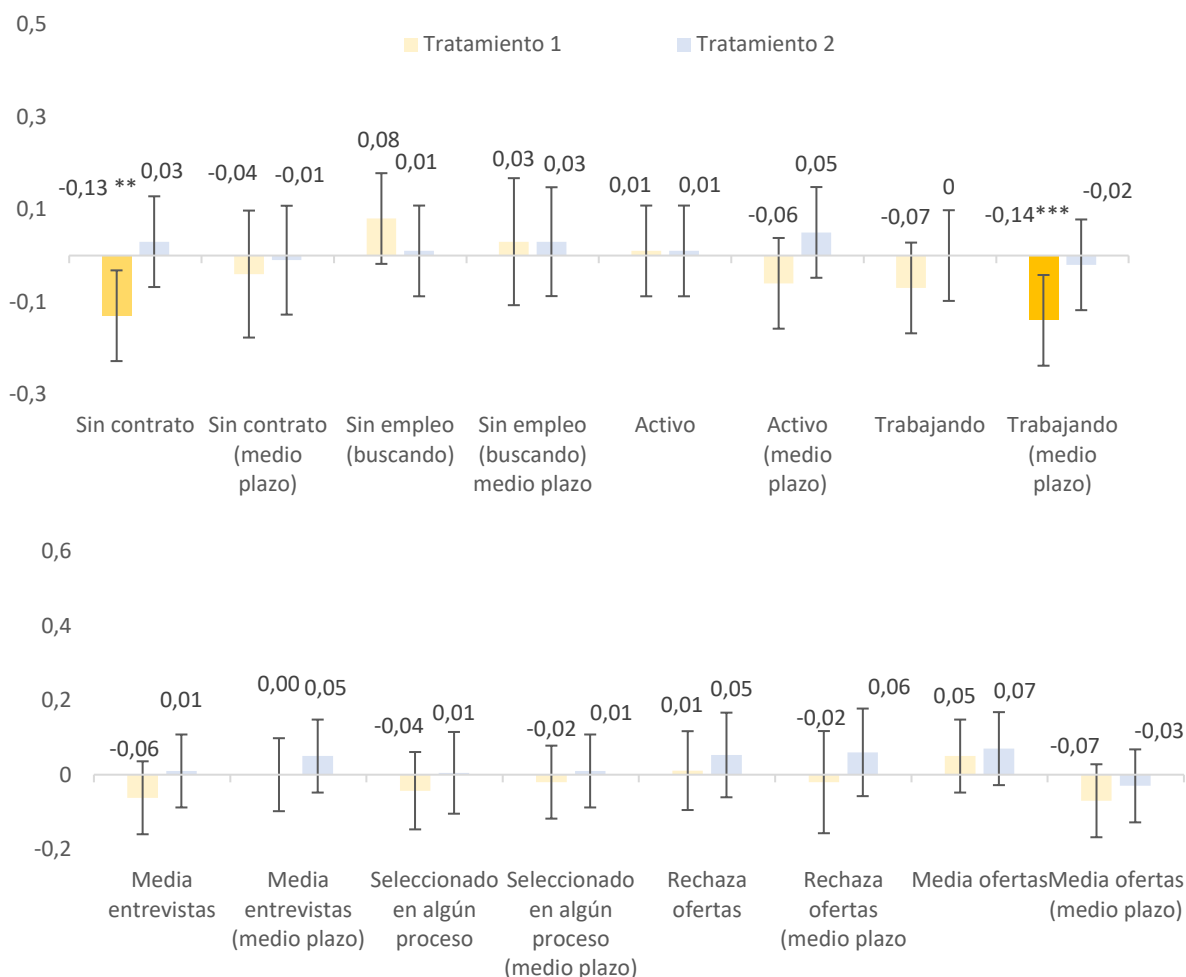 0,5
Tratamiento 1
Tratamiento 2
0,3
0,08
-0,13 **
0,03
-0,04
-0,01
0,01
0,03
0,03
0,01
0,01
-0,06
0,05
-0,07
0
-0,14***
-0,02
0,1
-0,1
-0,3
Sin contrato
Sin contrato
(medio
plazo)
Sin empleo
(buscando)
Sin empleo
(buscando)
medio plazo
Activo
Activo
(medio
plazo)
Trabajando
Trabajando
(medio
plazo)
0,6
0,4
0,2
-0,06
0,01
0,00
0,05
-0,04
0,01
-0,02
0,01
0,01
0,05
-0,02
0,06
0,05
0,07
-0,07
-0,03
0
-0,2
Media
entrevistas
Media
entrevistas
(medio plazo)
Seleccionado
en algún
proceso
Seleccionado
en algún
proceso
(medio plazo)
Rechaza
ofertas
Rechaza
ofertas
(medio plazo
Media ofertas
Media ofertas
(medio plazo)